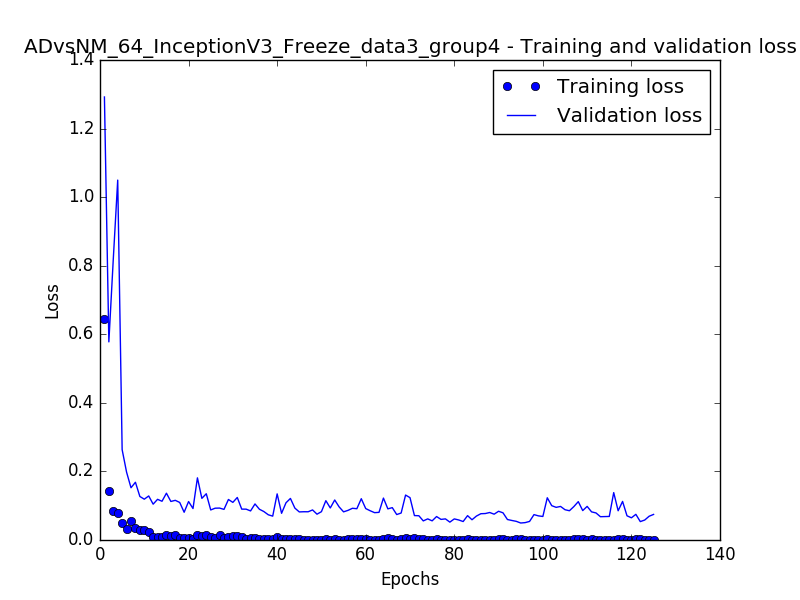 ADvsNM_64_InceptionV3_Freeze_data3_group4 - Training and validation loss
1.4
1.2
1.0
0.8
0.6
0.4
0.2
0.0
Loss
Training loss
Validation loss
0 20 40 60 80 100 120 140
Epochs